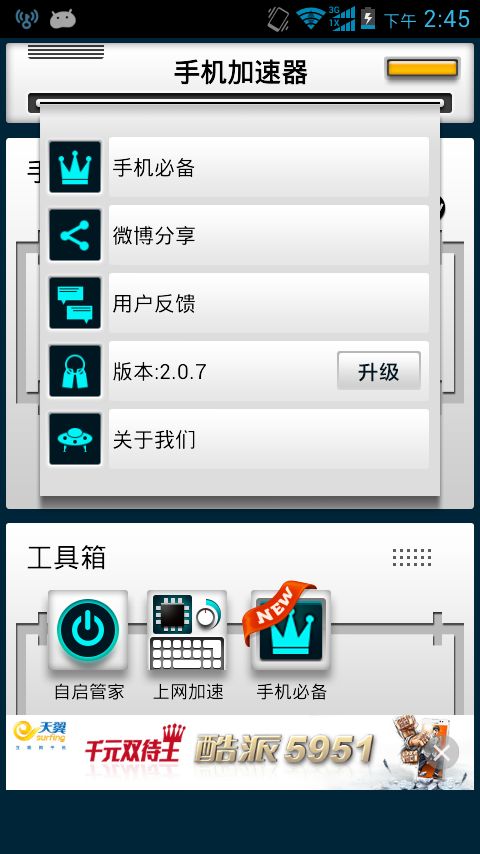 3G
1X
下午 2:45
手机加速器
手机必备
微博分享
用户反馈
版本:2.0.7
升级
关于我们
工具箱
NEW
自启管家
上网加速
手机必备
天翼
surfing
千元双待王
酷派5951